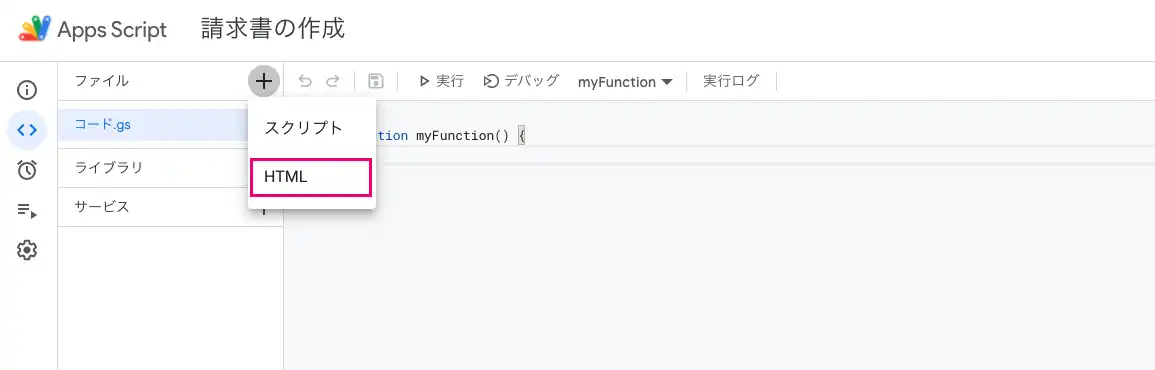 Apps Script 請求書の作成
ファイル
実行 デバッグ myFunction 実行ログ
コード.gs
スクリプト
tion myFunction() {
ライブラリ
HTML
サービス